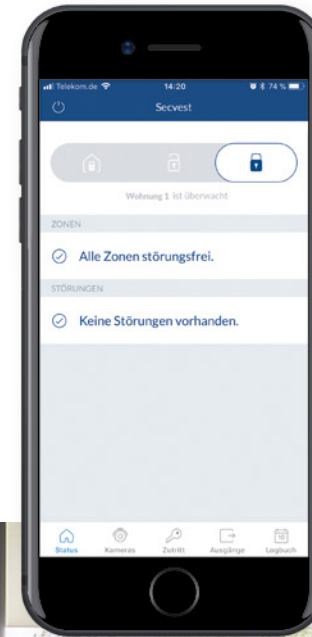 Telekom.de 14:20 74 %
Secvest
Wohnung 1 ist überwacht
ZONEN
Alle Zonen störungsfrei.
STÖRUNGEN
Keine Störungen vorhanden.
Status Kameras Zutritt Ausgänge Logbuch